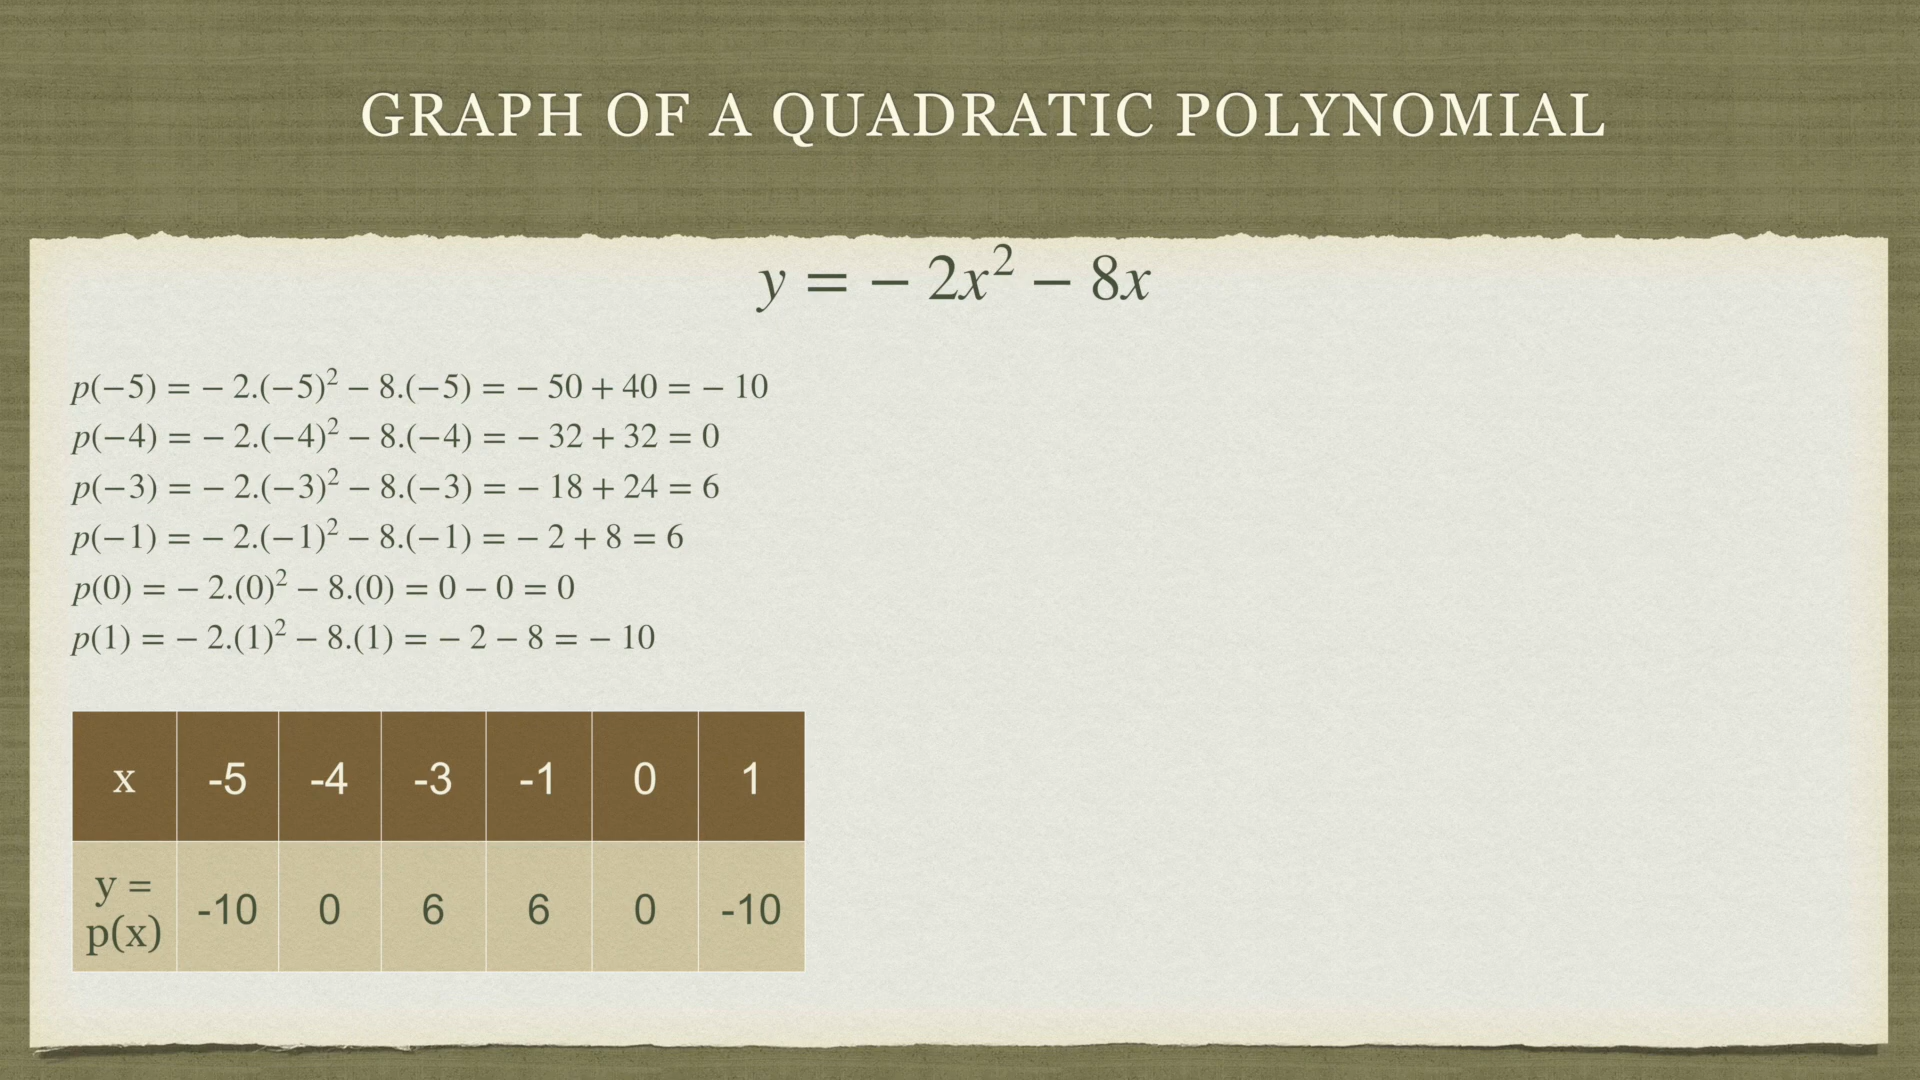 GRAPH OF A QUADRATIC POLYNOMIAL
y = − 2x² − 8x
p(−5) = − 2.(−5)² − 8.(−5) = − 50 + 40 = − 10
p(−4) = − 2.(−4)² − 8.(−4) = − 32 + 32 = 0
p(−3) = − 2.(−3)² − 8.(−3) = − 18 + 24 = 6
p(−1) = − 2.(−1)² − 8.(−1) = − 2 + 8 = 6
p(0) = − 2.(0)² − 8.(0) = 0 − 0 = 0
p(1) = − 2.(1)² − 8.(1) = − 2 − 8 = − 10
x -5 -4 -3 -1 0 1
y = p(x) -10 0 6 6 0 -10